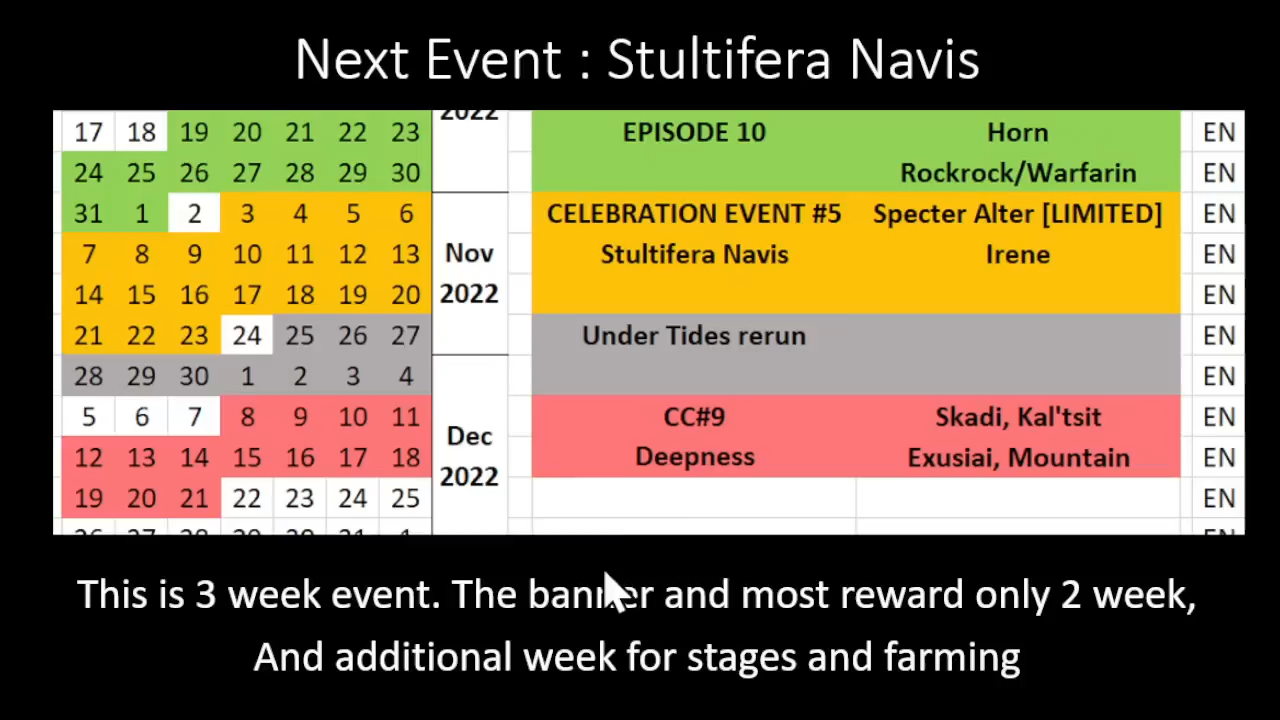 Next Event : Stultifera Navis
2022
17 18 19 20 21 22 23 EPISODE 10 Horn EN
24 25 26 27 28 29 30 Rockrock/Warfarin EN
31 1 2 3 4 5 6 CELEBRATION EVENT #5 Specter Alter [LIMITED] EN
7 8 9 10 11 12 13 Nov Stultifera Navis Irene EN
14 15 16 17 18 19 20 2022 EN
21 22 23 24 25 26 27 Under Tides rerun EN
28 29 30 1 2 3 4 EN
5 6 7 8 9 10 11 Dec CC#9 Skadi, Kal'tsit EN
12 13 14 15 16 17 18 2022 Deepness Exusiai, Mountain EN
19 20 21 22 23 24 25 EN
This is 3 week event. The banner and most reward only 2 week,
And additional week for stages and farming